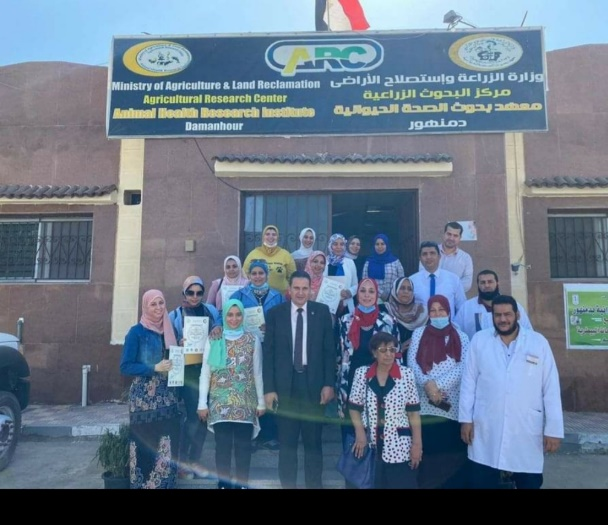 ARC
Ministry of Agriculture & Land Reclamation
Agricultural Research Center
Animal Health Research Institute
Damanhour
وزارة الزراعة وإستصلاح الأراضى
مركز البحوث الزراعية
معهد بحوث الصحة الحيوانية
دمنهور